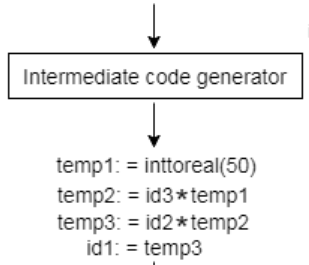 Intermediate code generator
temp1: = inttoreal(50)
temp2: = id3*temp1
temp3: = id2*temp2
id1: = temp3